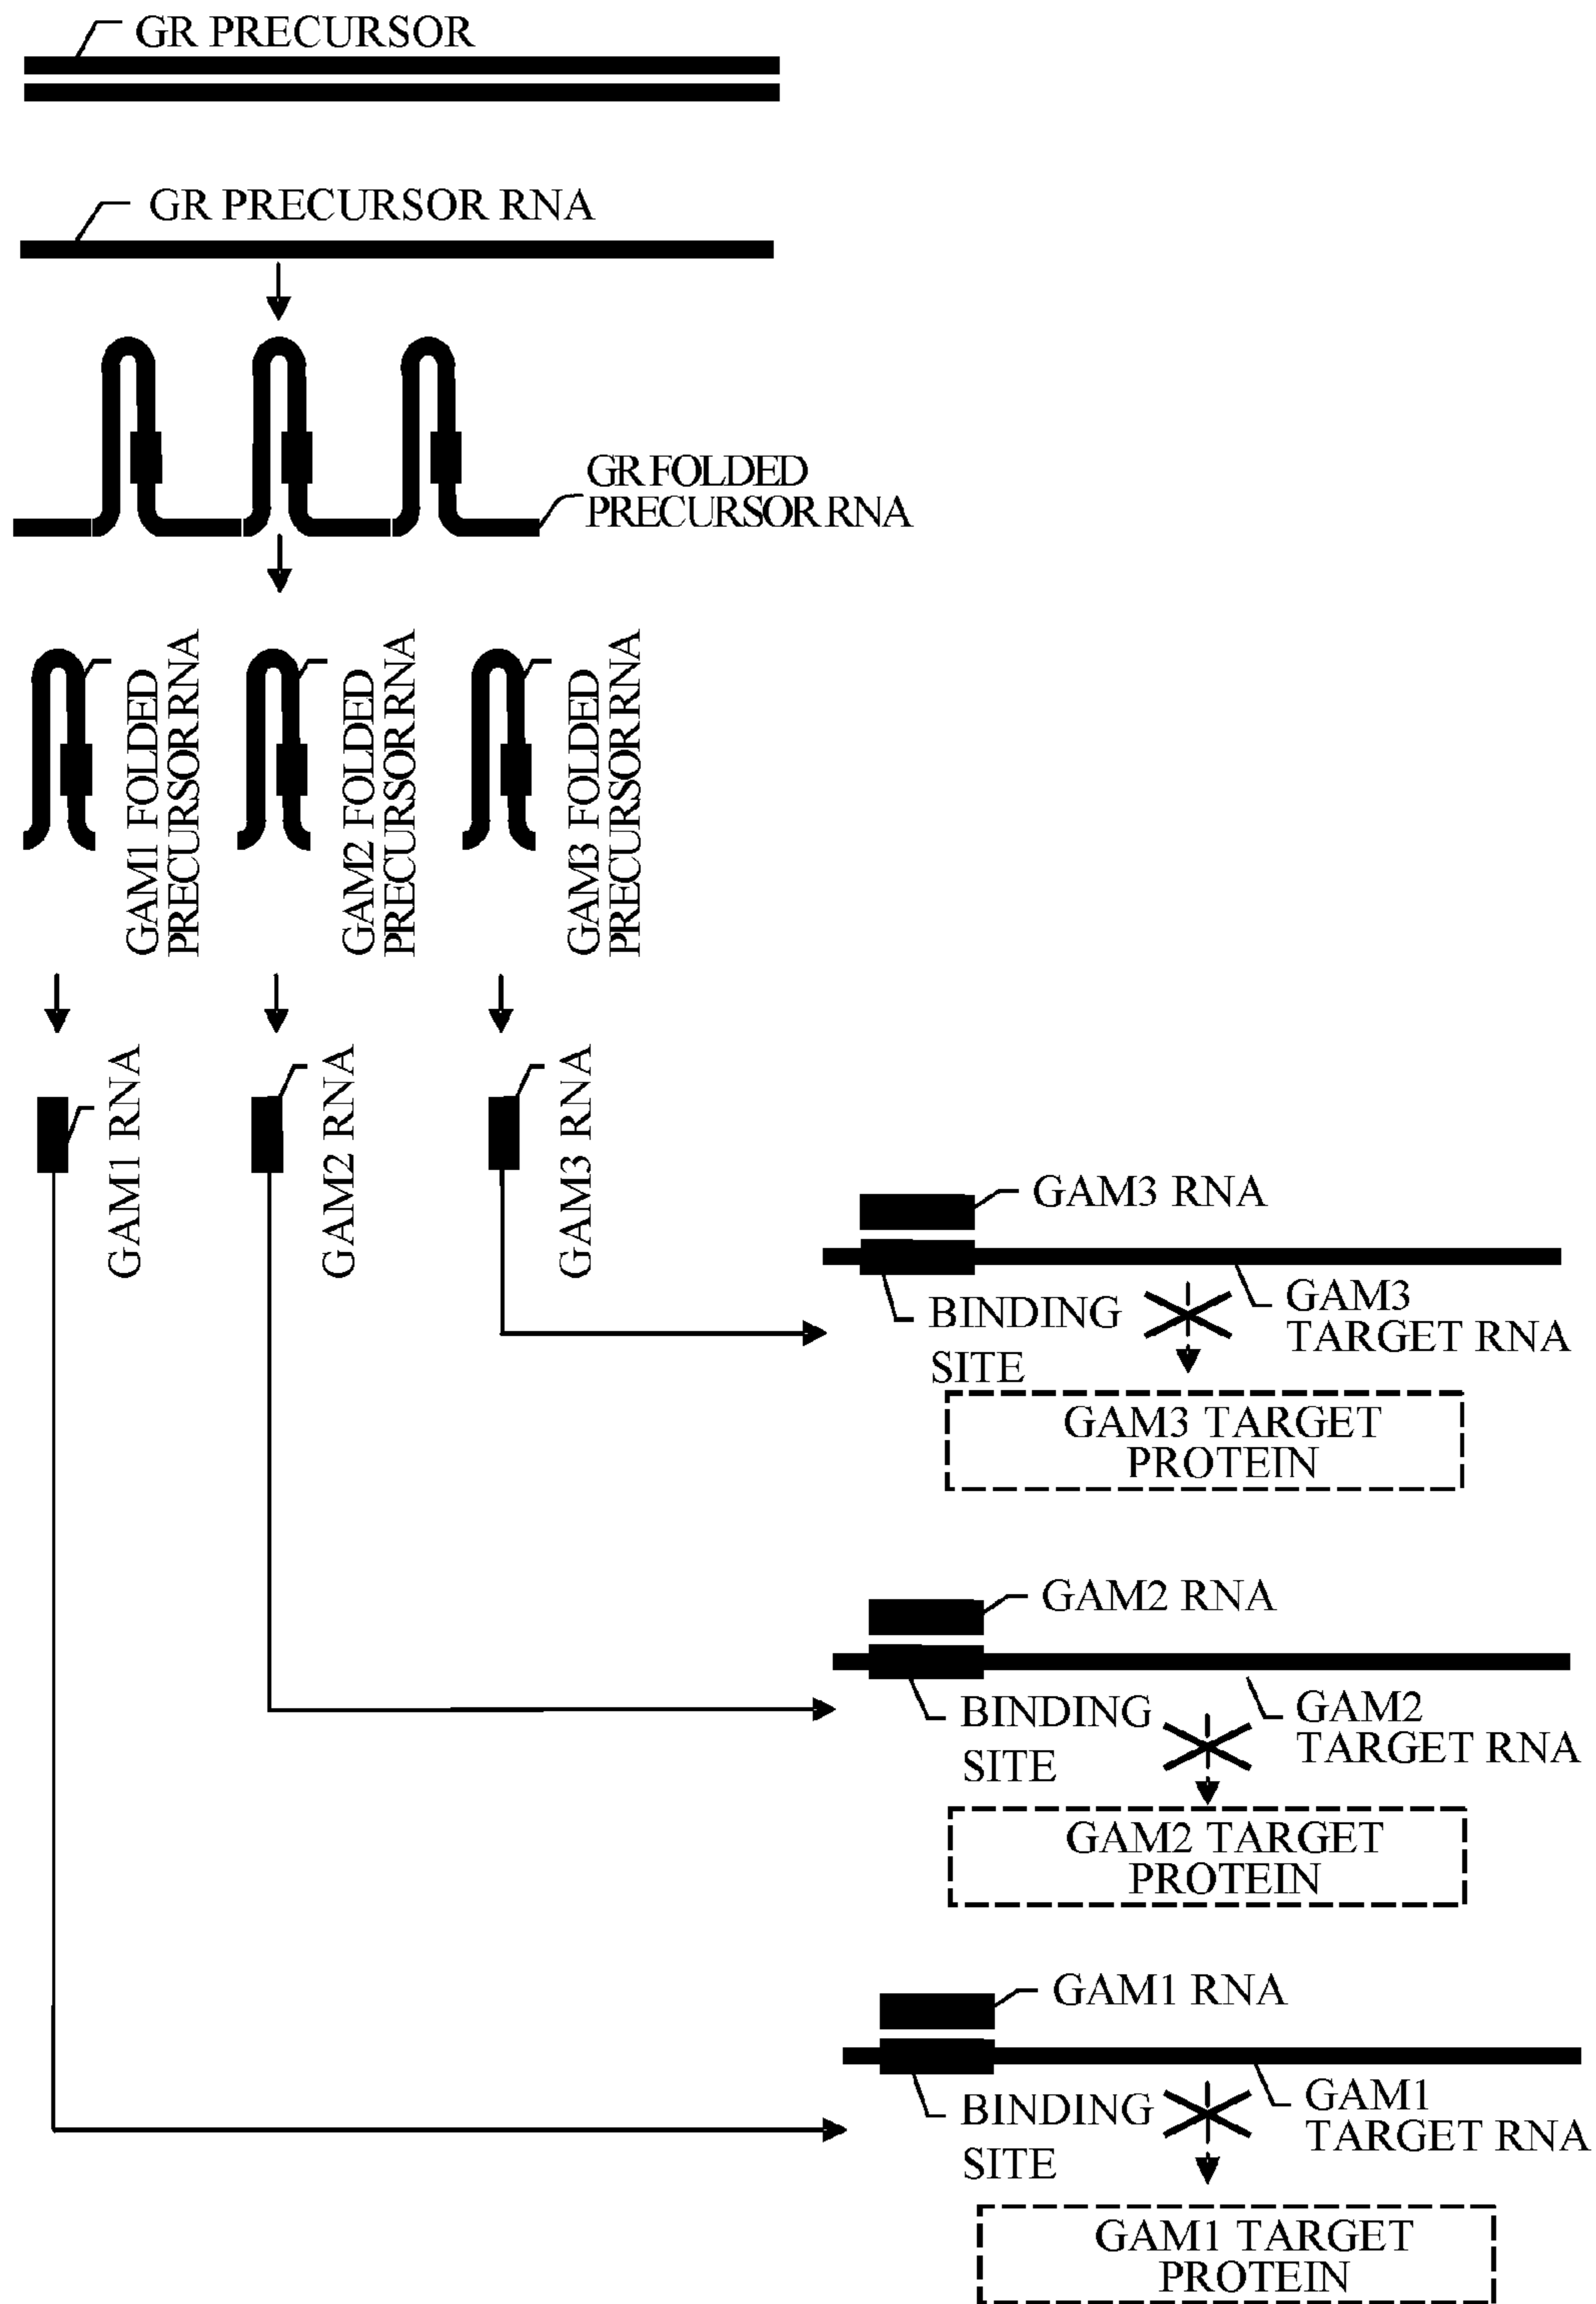 GR PRECURSOR
GR PRECURSOR RNA
GR FOLDED
PRECURSOR RNA
GAM1 FOLDED
PRECURSOR RNA
GAM2 FOLDED
PRECURSOR RNA
GAM3 FOLDED
PRECURSOR RNA
GAM1 RNA
GAM2 RNA
GAM3 RNA
GAM3 RNA
BINDING
SITE
GAM3
TARGET RNA
GAM3 TARGET
PROTEIN
GAM2 RNA
BINDING
SITE
GAM2
TARGET RNA
GAM2 TARGET
PROTEIN
GAM1 RNA
BINDING
SITE
GAM1
TARGET RNA
GAM1 TARGET
PROTEIN